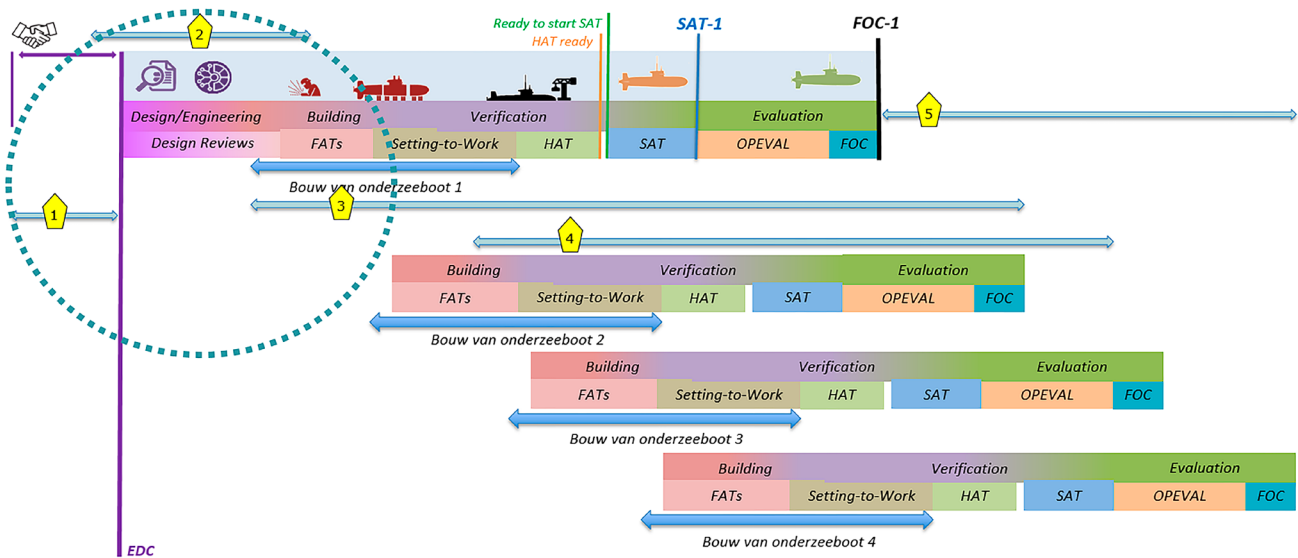 2
Ready to start SAT
HAT ready
SAT-1
FOC-1
Design/Engineering Building Verification Evaluation
5
Design Reviews FATs Setting-to-Work HAT SAT OPEVAL FOC
Bouw van onderzeeboot 1
3
1
4
Building Verification Evaluation
FATs Setting-to-Work HAT SAT OPEVAL FOC
Bouw van onderzeeboot 2
Building Verification Evaluation
FATs Setting-to-Work HAT SAT OPEVAL FOC
Bouw van onderzeeboot 3
Building Verification Evaluation
FATs Setting-to-Work HAT SAT OPEVAL FOC
Bouw van onderzeeboot 4
EDC